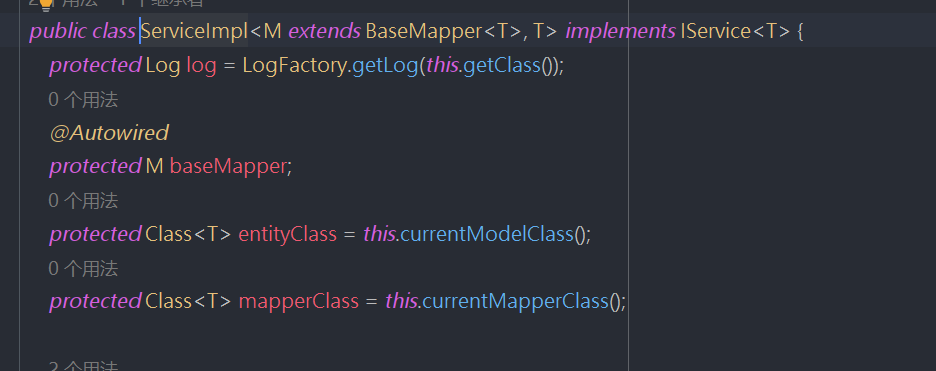 用法 1 个继承者
public class ServiceImpl<M extends BaseMapper<T>, T> implements IService<T> {
protected Log log = LogFactory.getLog(this.getClass());
0 个用法
@Autowired
protected M baseMapper;
0 个用法
protected Class<T> entityClass = this.currentModelClass();
0 个用法
protected Class<T> mapperClass = this.currentMapperClass();
个用法